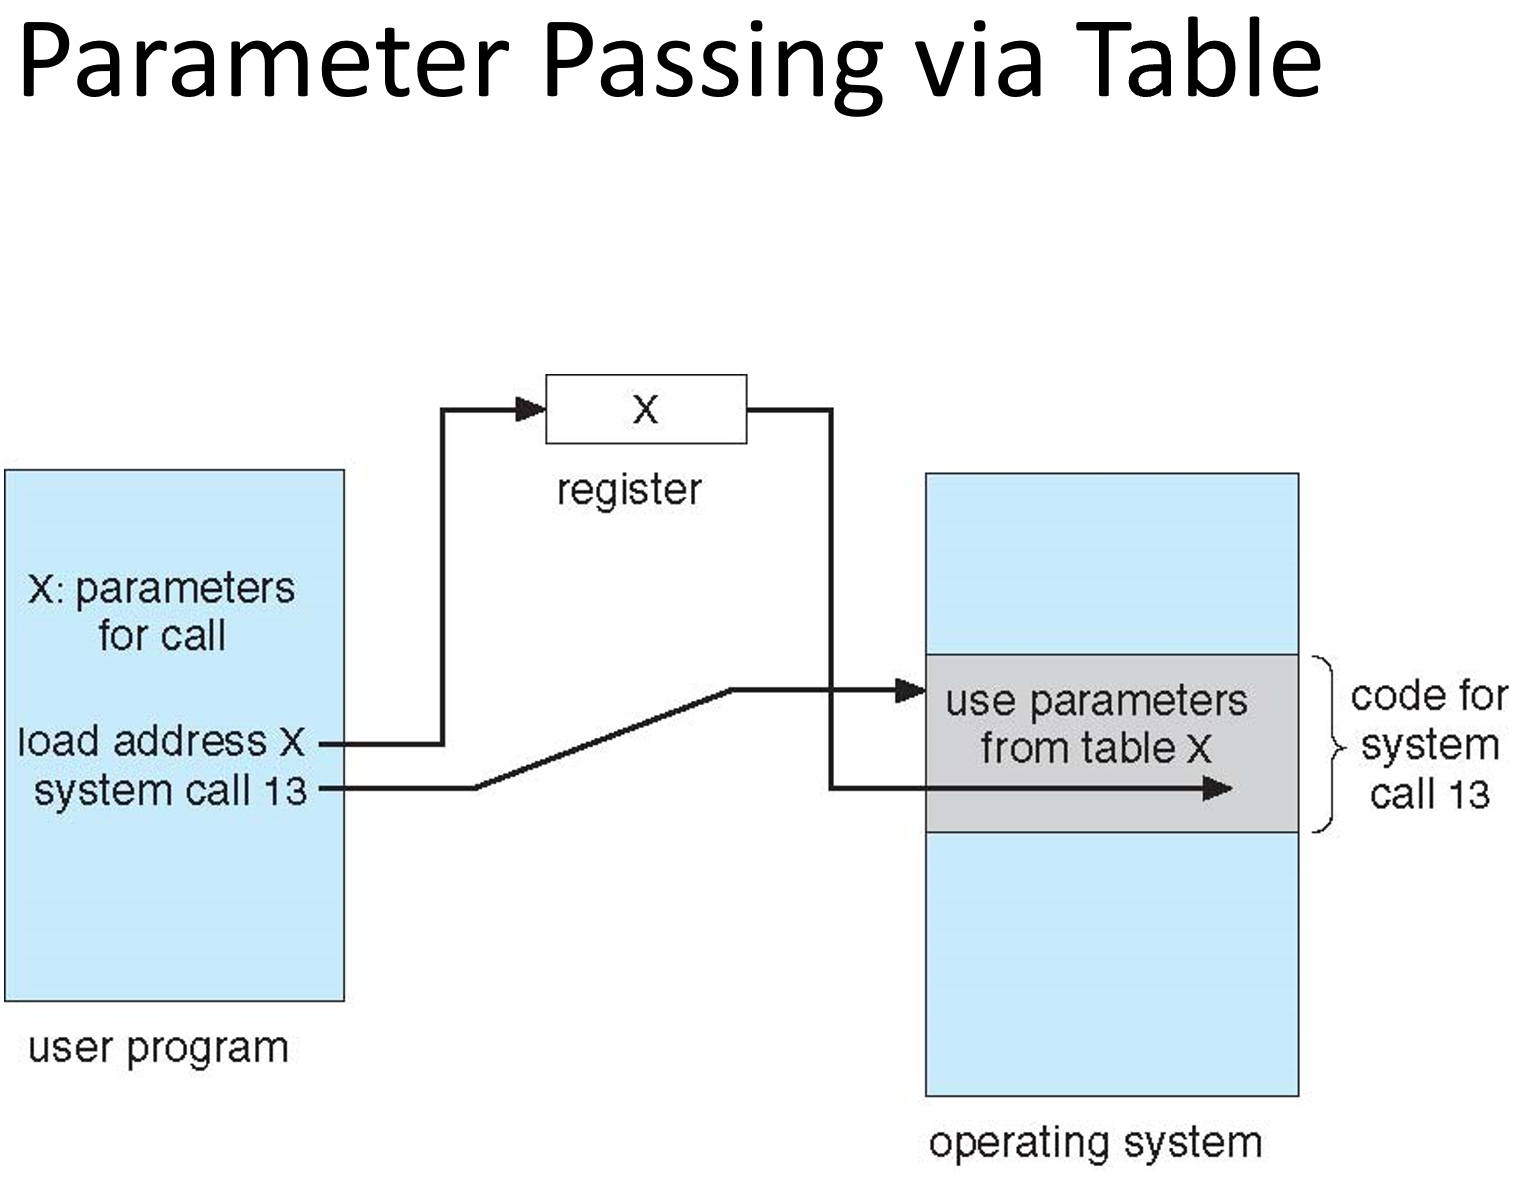 Parameter Passing via Table
X
register
X: parameters
for call
load address X
system call 13
user program
use parameters
from table X
code for
system
call 13
operating system